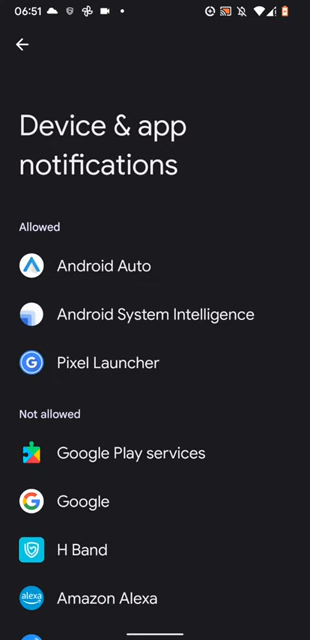 06:51
Device & app
notifications
Allowed
Android Auto
Android System Intelligence
Pixel Launcher
Not allowed
Google Play services
Google
H Band
alexa
Amazon Alexa